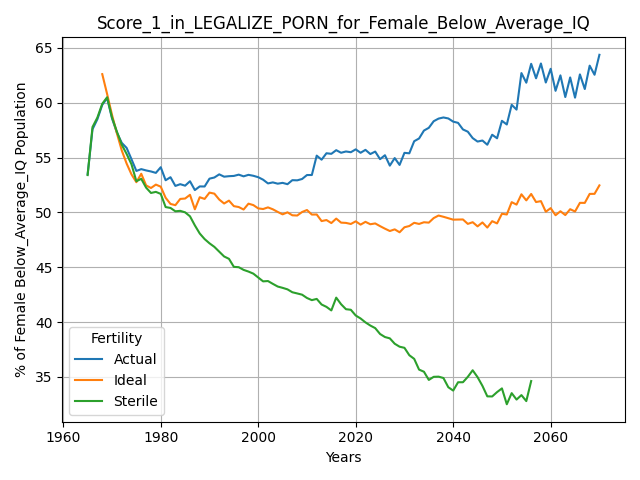 Score_1_in_LEGALIZE_PORN_for_Female_Below_Average_IQ
% of Female Below_Average_IQ Population
65
60
55
50
45
40
35
Fertility
Actual
Ideal
Sterile
1960 1980 2000 2020 2040 2060
Years